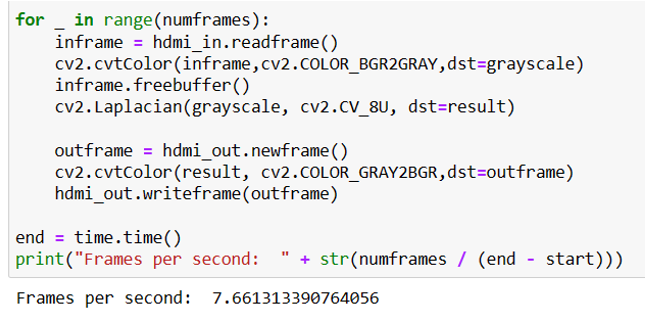 for _ in range(numframes):
    inframe = hdmi_in.readframe()
    cv2.cvtColor(inframe,cv2.COLOR_BGR2GRAY,dst=grayscale)
    inframe.freebuffer()
    cv2.Laplacian(grayscale, cv2.CV_8U, dst=result)

    outframe = hdmi_out.newframe()
    cv2.cvtColor(result, cv2.COLOR_GRAY2BGR,dst=outframe)
    hdmi_out.writeframe(outframe)

end = time.time()
print("Frames per second:  " + str(numframes / (end - start)))
Frames per second:  7.661313390764056